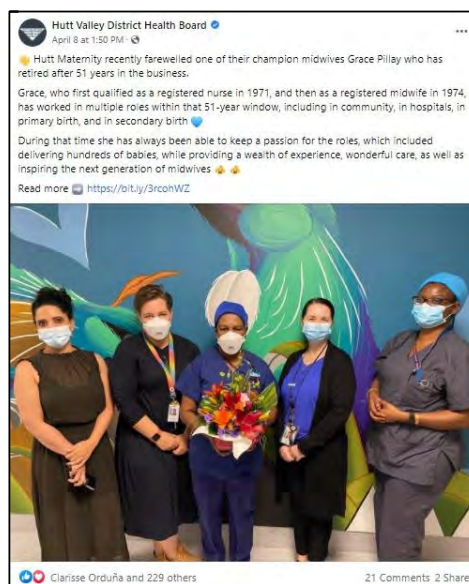 Hutt Valley District Health Board
April 8 at 1:50 PM ·
Hutt Maternity recently farewelled one of their champion midwives Grace Pillay who has
retired after 51 years in the business.
Grace, who first qualified as a registered nurse in 1971, and then as a registered midwife in 1974,
has worked in multiple roles within that 51-year window, including in community, in hospitals, in
primary birth, and in secondary birth
During that time she has always been able to keep a passion for the roles, which included
delivering hundreds of babies, while providing a wealth of experience, wonderful care, as well as
inspiring the next generation of midwives
Read more https://bit.ly/3rcohWZ
Clarisse Orduña and 229 others
21 Comments 2 Share